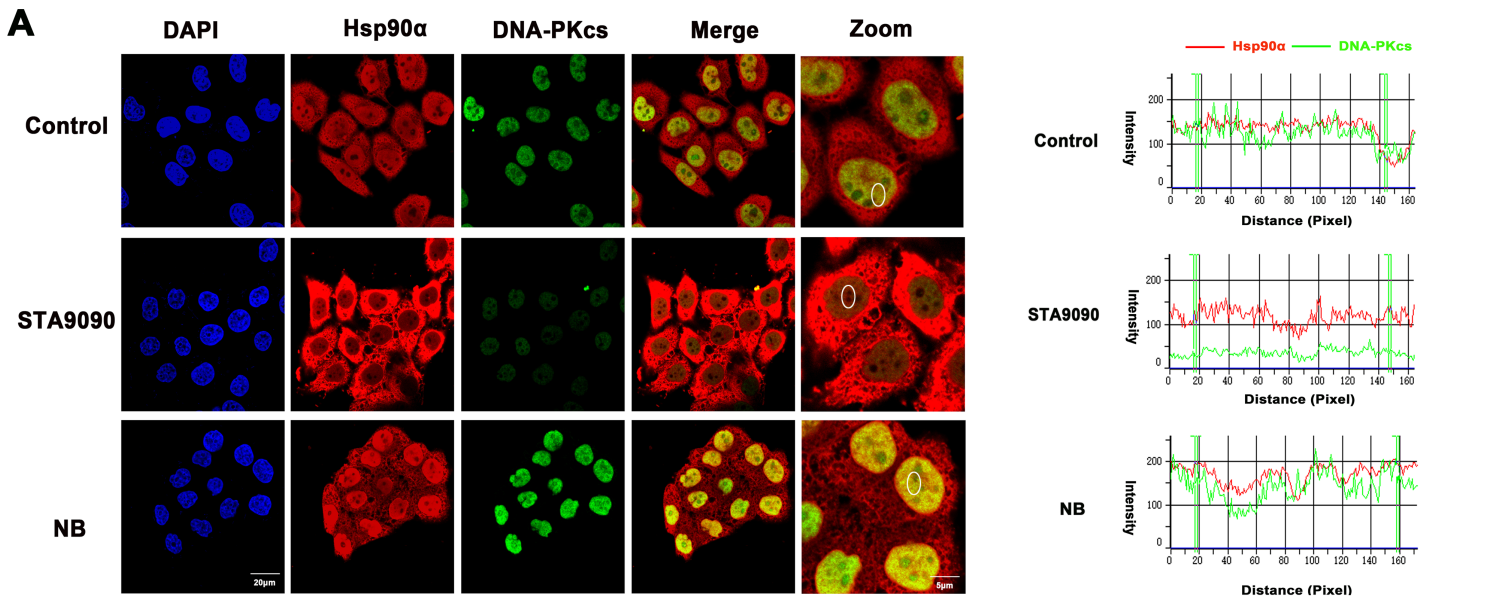 A
DAPI Hsp90α DNA-PKcs Merge Zoom
Hsp90α DNA-PKcs
Control
Control
Intensity
200
100
0
0 20 40 60 80 100 120 140 160
Distance (Pixel)
STA9090
STA9090
Intensity
200
100
0
0 20 40 60 80 100 120 140 160
Distance (Pixel)
NB
NB
Intensity
200
100
0
0 20 40 60 80 100 120 140 160
Distance (Pixel)
20μm
5μm